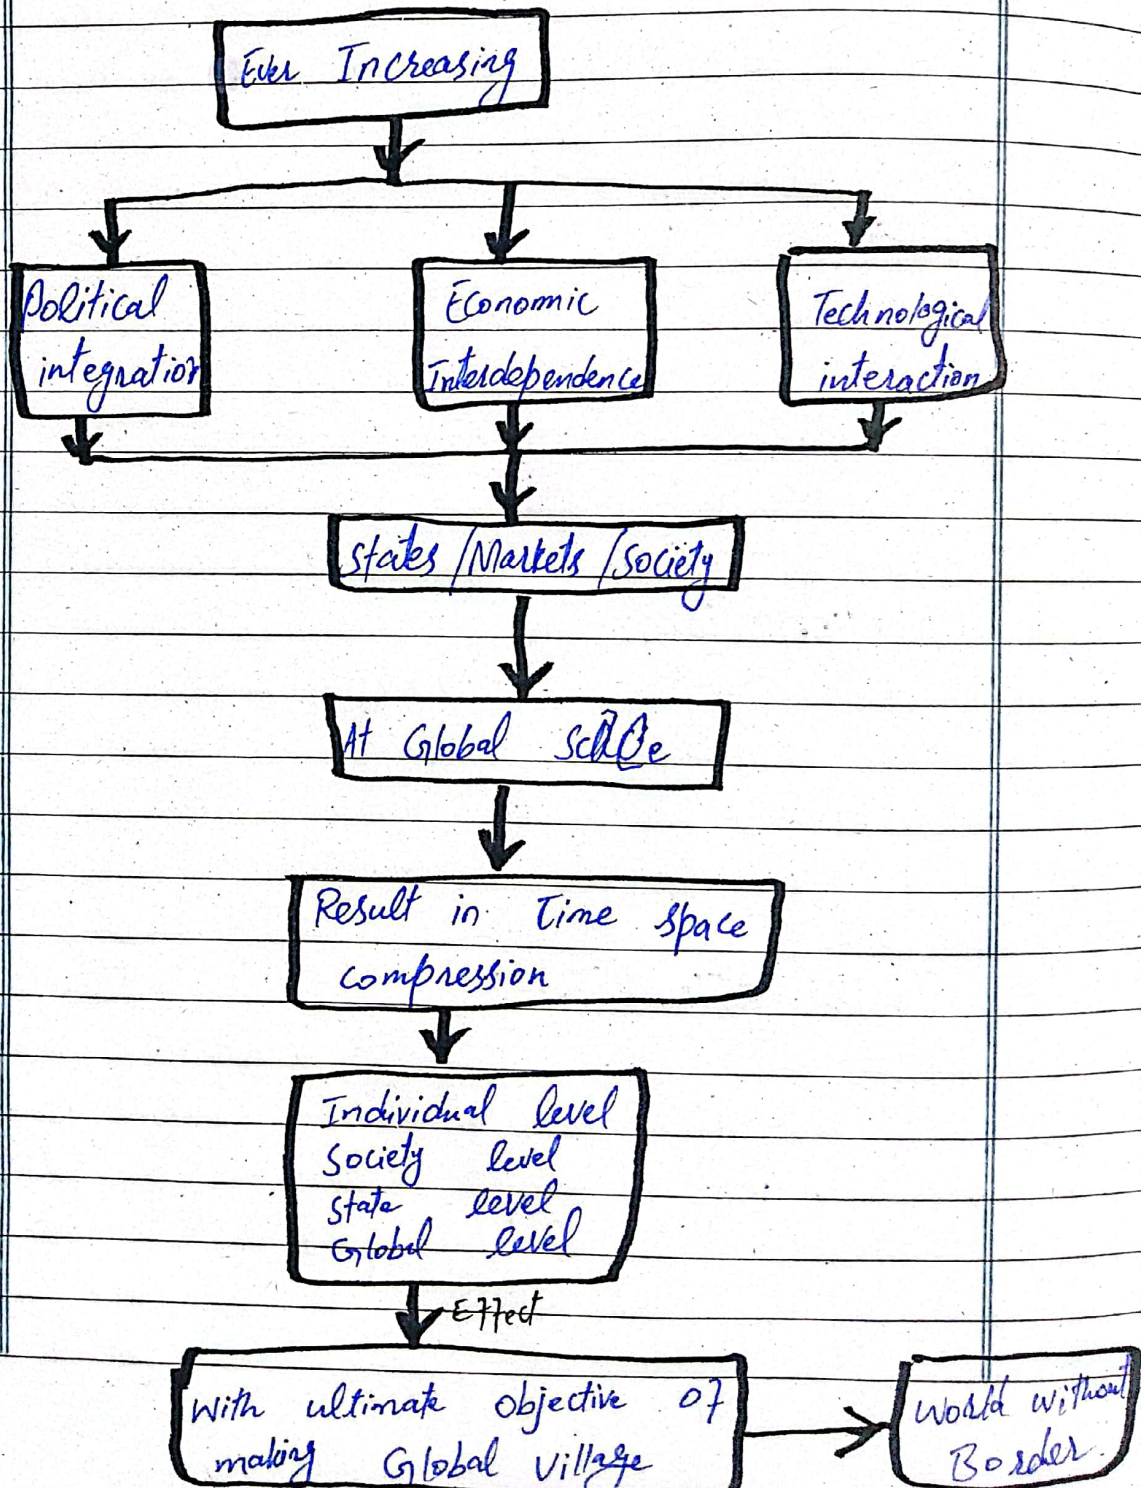 Ever Increasing
Political
integration
Economic
Interdependence
Technological
interaction
States/Markets/Society
At Global Scale
Result in Time space
compression
Individual level
Society level
State level
Global level
Effect
With ultimate objective of
making Global village
World without
Border.